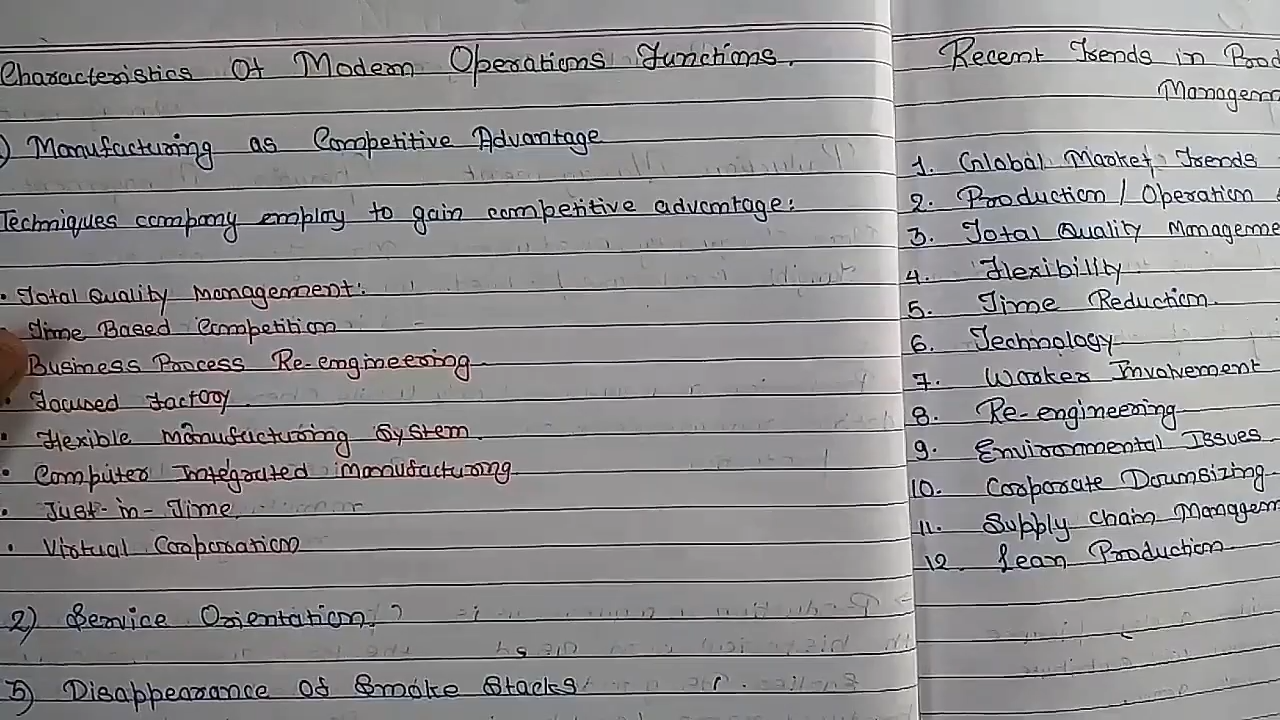 Characteristics Of Modern Operations Functions.
) Manufacturing as Competitive Advantage
Techniques company employ to gain competitive advantage:
• Total Quality Management:
Time Based Competition
Business Process Re-engineering
• Focused Factory
• Flexible Manufacturing System
• Computer Integrated Manufacturing
• Just-in-Time
• Virtual Corporation
2) Service Orientation
5) Disappearance Of Smoke Stacks
Recent Trends in Prod
Managem
1. Global Market Trends
2. Production / Operation
3. Total Quality Manageme
4. Flexibility
5. Time Reduction
6. Technology
7. Worker Involvement
8. Re-engineering
9. Environmental Issues
10. Corporate Downsizing
11. Supply Chain Managem
12. Lean Production